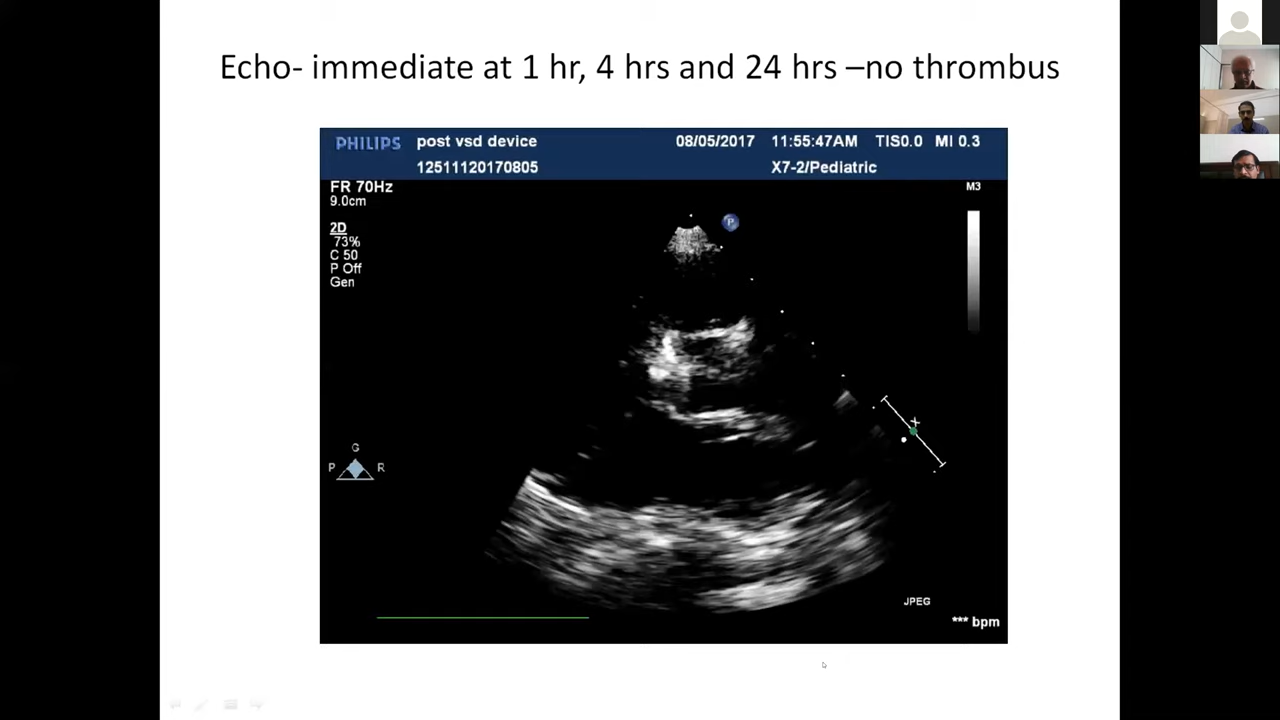 Echo- immediate at 1 hr, 4 hrs and 24 hrs –no thrombus
PHILIPS post vsd device 08/05/2017 11:55:47AM TIS0.0 MI 0.3
12511120170805 X7-2/Pediatric
FR 70Hz
9.0cm
M3
P
2D
73%
C 50
P Off
Gen
G
P R
x
JPEG
*** bpm